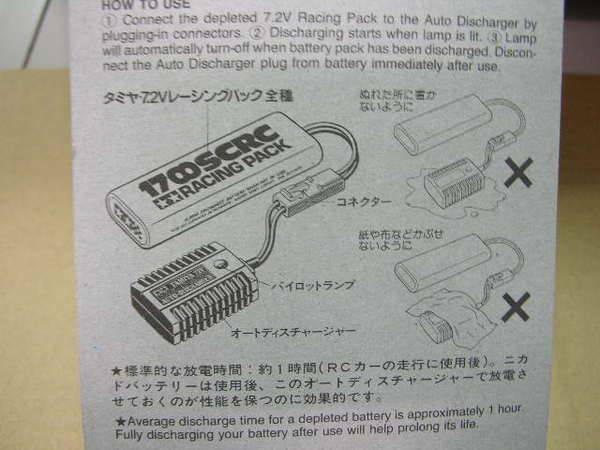 HOW TO USE
① Connect the depleted 7.2V Racing Pack to the Auto Discharger by
plugging-in connectors. ② Discharging starts when lamp is lit. ③ Lamp
will automatically turn-off when battery pack has been discharged. Discon-
nect the Auto Discharger plug from battery immediately after use.
タミヤ・7.2Vレーシングパック全種
ぬれた所に置か
ないように
1700SCRC
RACING PACK
コネクター
紙や布などかぶせ
ないように
パイロットランプ
オートディスチャージャー
★標準的な放電時間：約1時間(RCカーの走行に使用後)。ニカ
ドバッテリーは使用後、このオートディスチャージャーで放電さ
せておくのが性能を保つのに効果的です。
★Average discharge time for a depleted battery is approximately 1 hour.
Fully discharging your battery after use will help prolong its life.